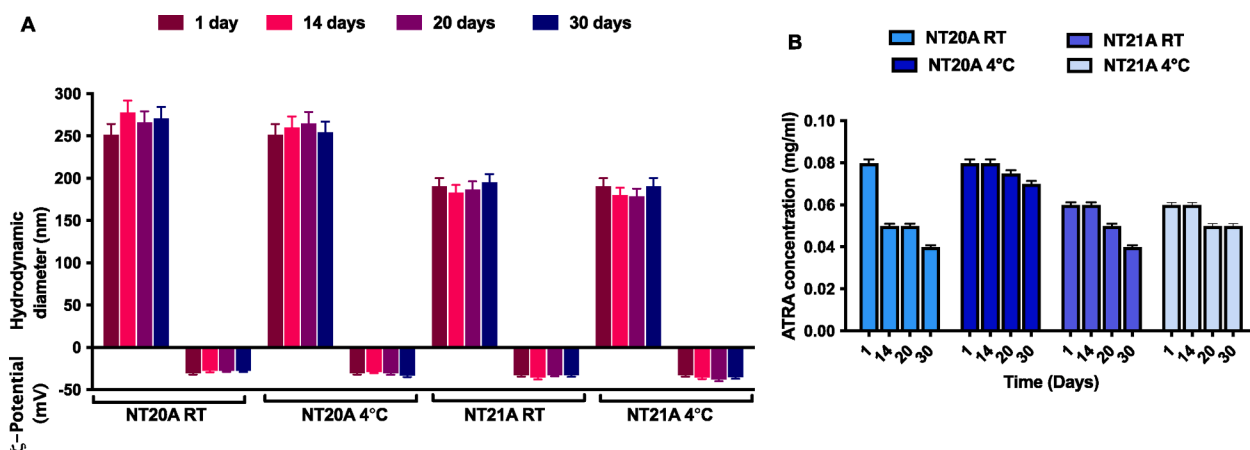 A
1 day
14 days
20 days
30 days
Hydrodynamic
diameter (nm)
ζ-Potential
(mV)
300
250
200
150
100
50
0
-50
NT20A RT
NT20A 4°C
NT21A RT
NT21A 4°C
B
NT20A RT
NT21A RT
NT20A 4°C
NT21A 4°C
ATRA concentration (mg/ml)
0.10
0.08
0.06
0.04
0.02
0.00
1 14 20 30 1 14 20 30 1 14 20 30 1 14 20 30
Time (Days)